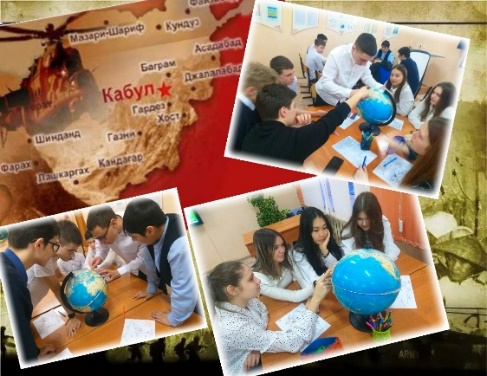 Мазари-Шариф
Кундуз
Асадабад
Баграм
Джалалабад
Кабул
Гардез
Хост
Шинданд
Газни
Фарах
Кандагар
Лашкаргах